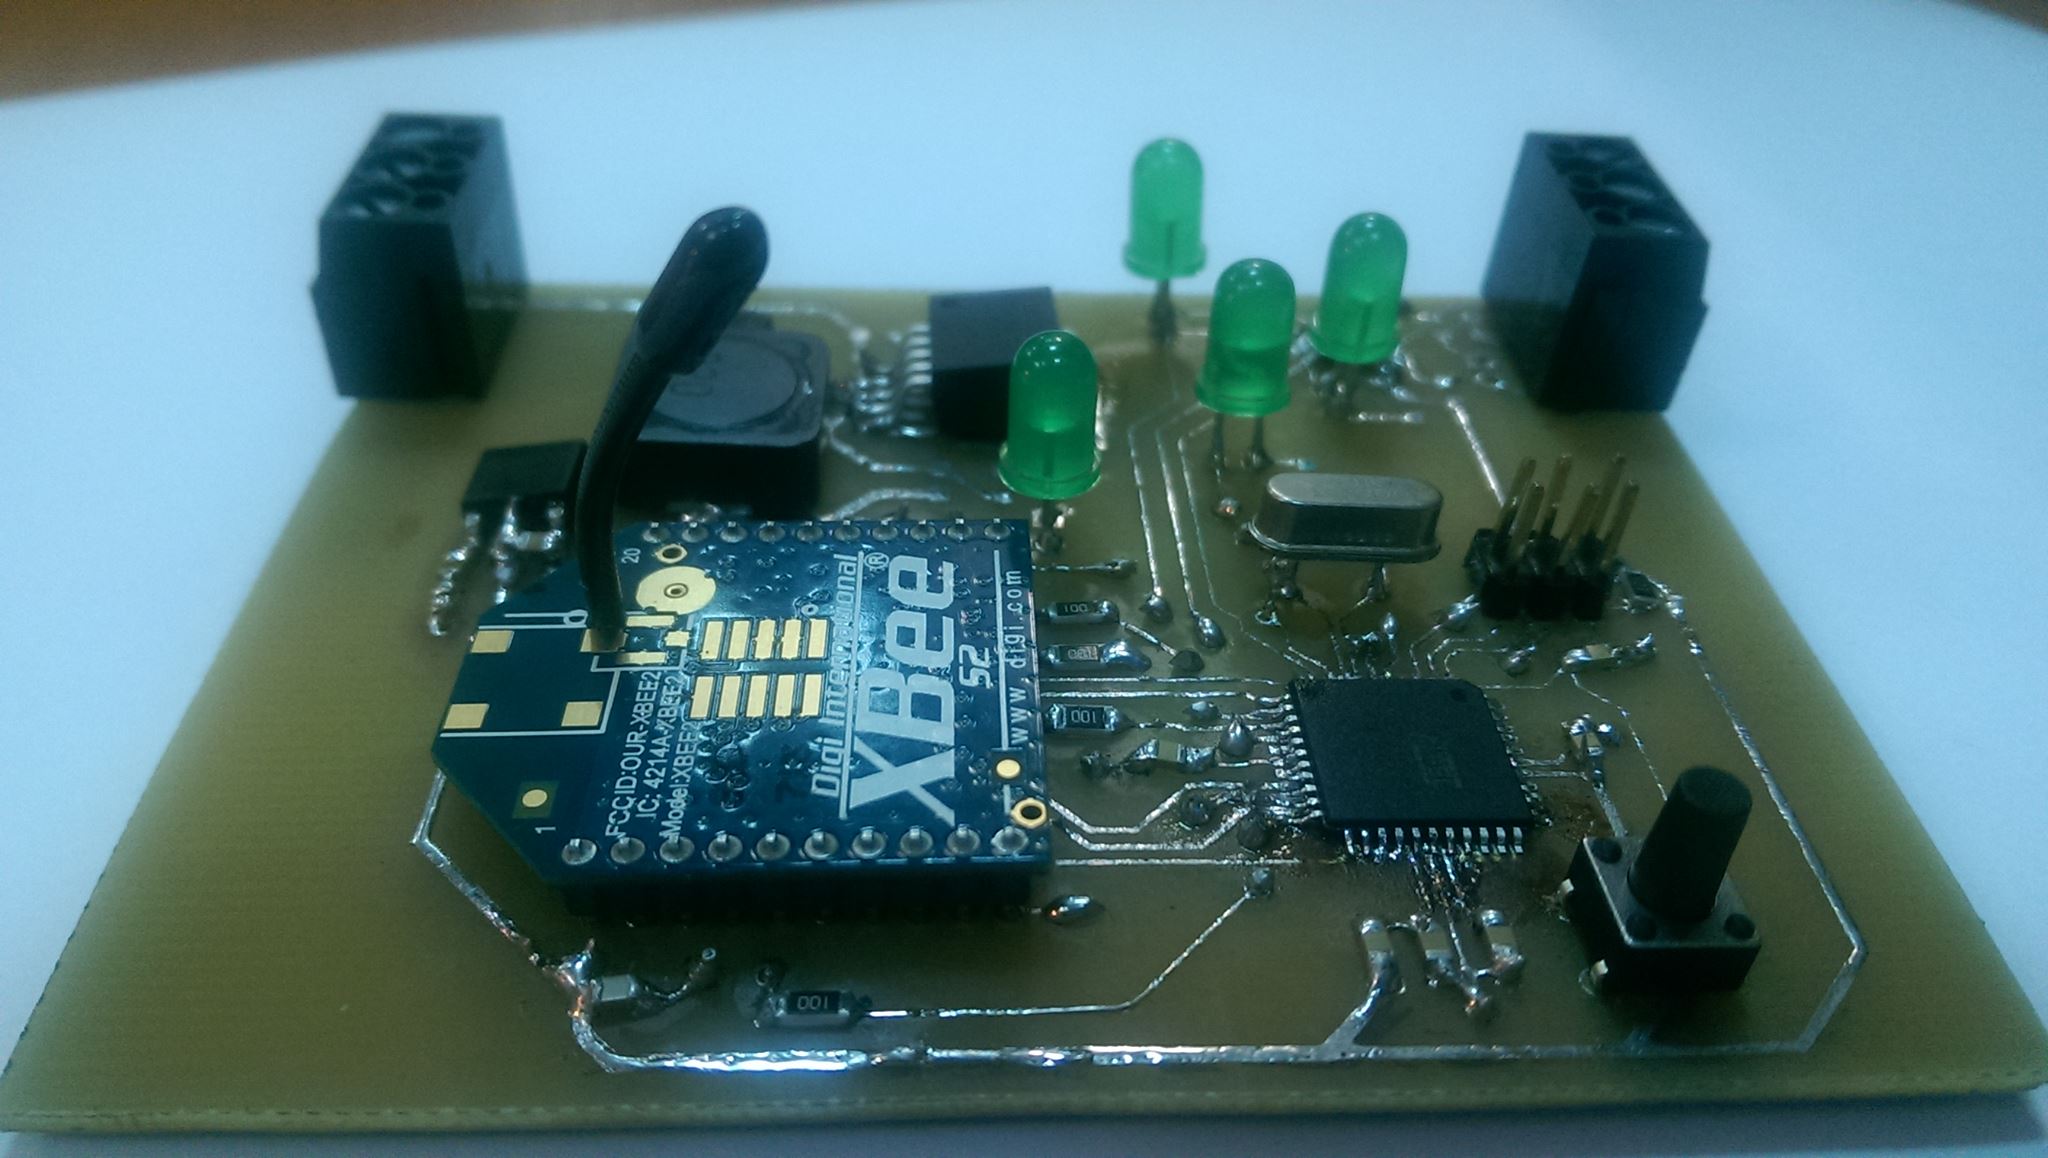 Digi International
XBee®
S2
www.digi.com
FCC ID:OUR-XBEE2
IC: 4214A-XBEE2
Model:XBEE2
20
1
100
100
100
100